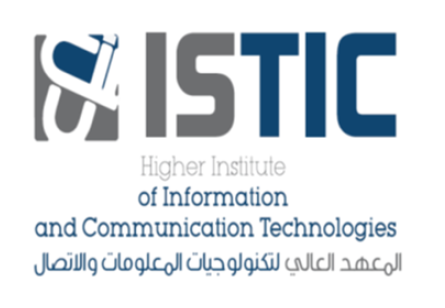 ISTIC
Higher Institute
of Information
and Communication Technologies
المعهد العالي لتكنولوجيات المعلومات والاتصال